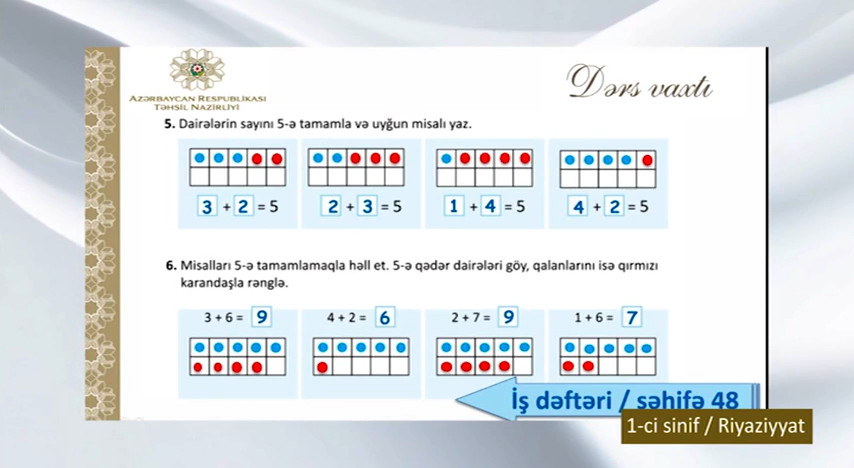 AZƏRBAYCAN RESPUBLİKASI
TƏHSİL NAZİRLİYİ
Dərs vaxtı
5. Dairələrin sayını 5-ə tamamla və uyğun misalı yaz.
3 + 2 = 5
2 + 3 = 5
1 + 4 = 5
4 + 2 = 5
6. Misalları 5-ə tamamlamaqla həll et. 5-ə qədər dairələri göy, qalanlarını isə qırmızı
karandaşla rənglə.
3 + 6 = 9
4 + 2 = 6
2 + 7 = 9
1 + 6 = 7
İş dəftəri / səhifə 48
1-ci sinif / Riyaziyyat